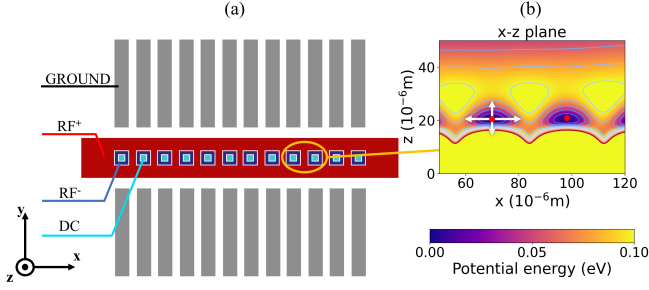 (a)
GROUND
RF+
RF-
DC
y
x
z
(b)
x-z plane
z (10⁻⁶m)
40
20
0
60 80 100 120
x (10⁻⁶m)
0.00 0.05 0.10
Potential energy (eV)